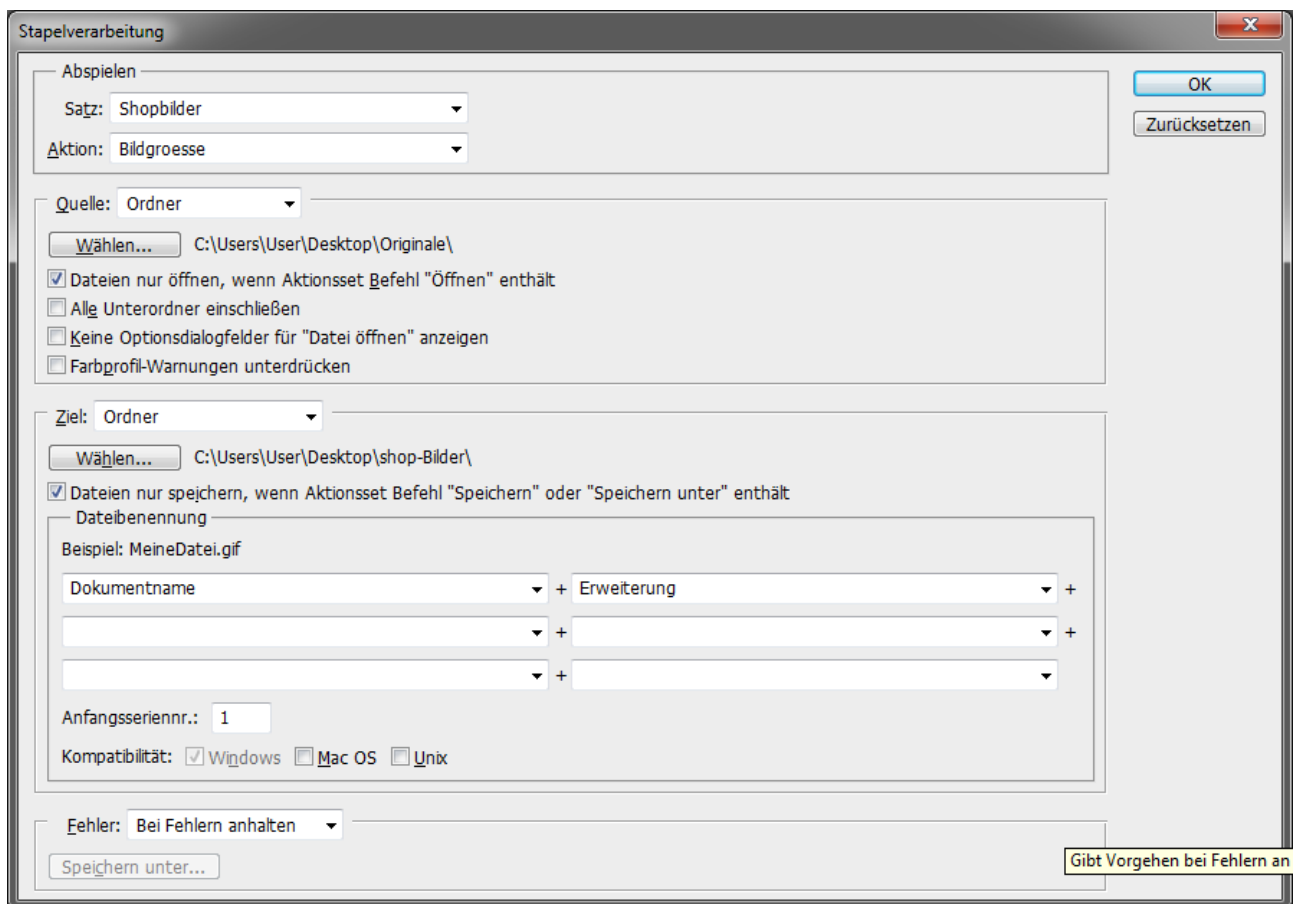 Stapelverarbeitung
Abspielen
Satz: Shopbilder
Aktion: Bildgroesse
OK
Zurücksetzen
Quelle: Ordner
Wählen... C:\Users\User\Desktop\Originale\
Dateien nur öffnen, wenn Aktionsset Befehl "Öffnen" enthält
Alle Unterordner einschließen
Keine Optionsdialogfelder für "Datei öffnen" anzeigen
Farbprofil-Warnungen unterdrücken
Ziel: Ordner
Wählen... C:\Users\User\Desktop\shop-Bilder\
Dateien nur speichern, wenn Aktionsset Befehl "Speichern" oder "Speichern unter" enthält
Dateibenennung
Beispiel: MeineDatei.gif
Dokumentname + Erweiterung +
+ +
+
Anfangsseriennr.: 1
Kompatibilität: Windows Mac OS Unix
Fehler: Bei Fehlern anhalten
Speichern unter...
Gibt Vorgehen bei Fehlern an